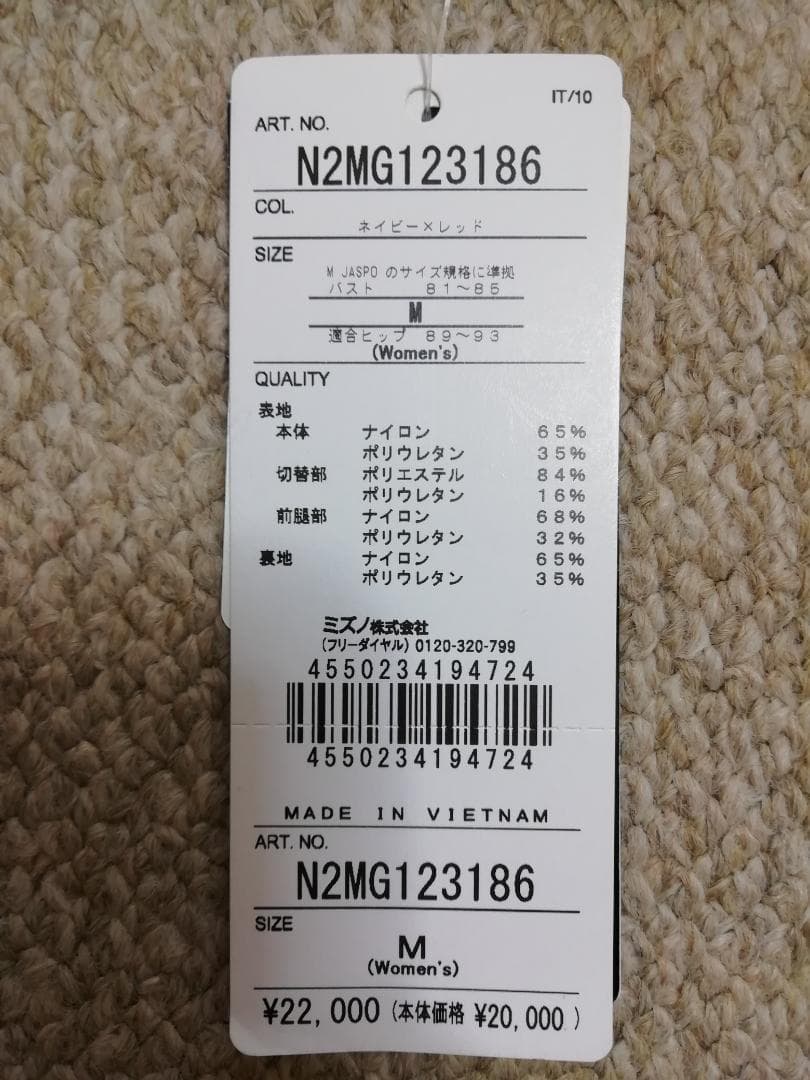 IT/10
ART. NO.
N2MG123186
COL.
ネイビー×レッド
SIZE
M JASPO のサイズ規格に準拠
バスト 81～85
M
適合ヒップ 89～93
(Women's)
QUALITY
表地
本体 ナイロン 65%
ポリウレタン 35%
切替部 ポリエステル 84%
ポリウレタン 16%
前腿部 ナイロン 68%
ポリウレタン 32%
裏地 ナイロン 65%
ポリウレタン 35%
ミズノ株式会社
(フリーダイヤル) 0120-320-799
4550234194724
4550234194724
MADE IN VIETNAM
ART. NO.
N2MG123186
SIZE
M
(Women's)
¥22,000 (本体価格 ¥20,000 )